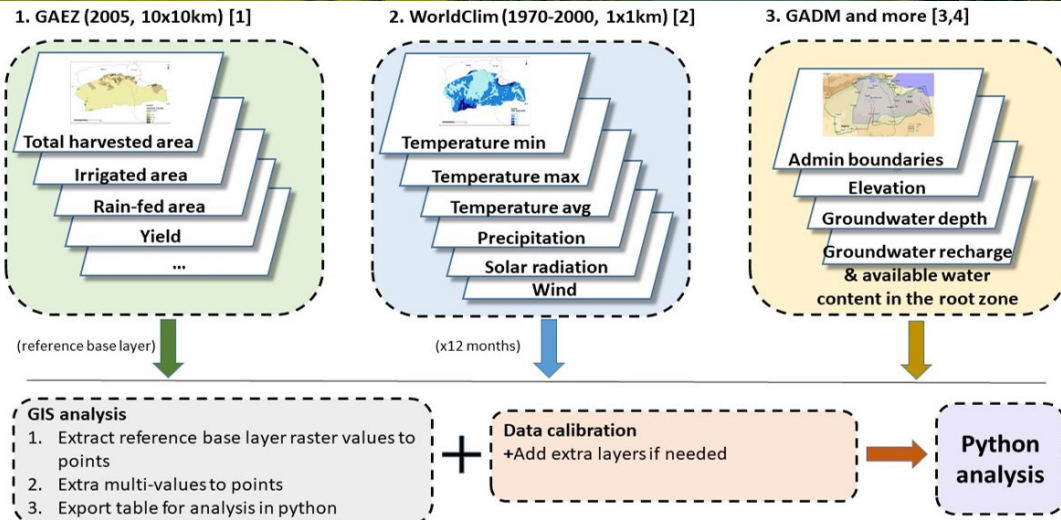 1. GAEZ (2005, 10x10km) [1]
Total harvested area
Irrigated area
Rain-fed area
Yield
...
(reference base layer)
2. WorldClim (1970-2000, 1x1km) [2]
Temperature min
Temperature max
Temperature avg
Precipitation
Solar radiation
Wind
(x12 months)
3. GADM and more [3,4]
Admin boundaries
Elevation
Groundwater depth
Groundwater recharge
& available water
content in the root zone
GIS analysis
1. Extract reference base layer raster values to
points
2. Extra multi-values to points
3. Export table for analysis in python
+
Data calibration
+Add extra layers if needed
Python
analysis